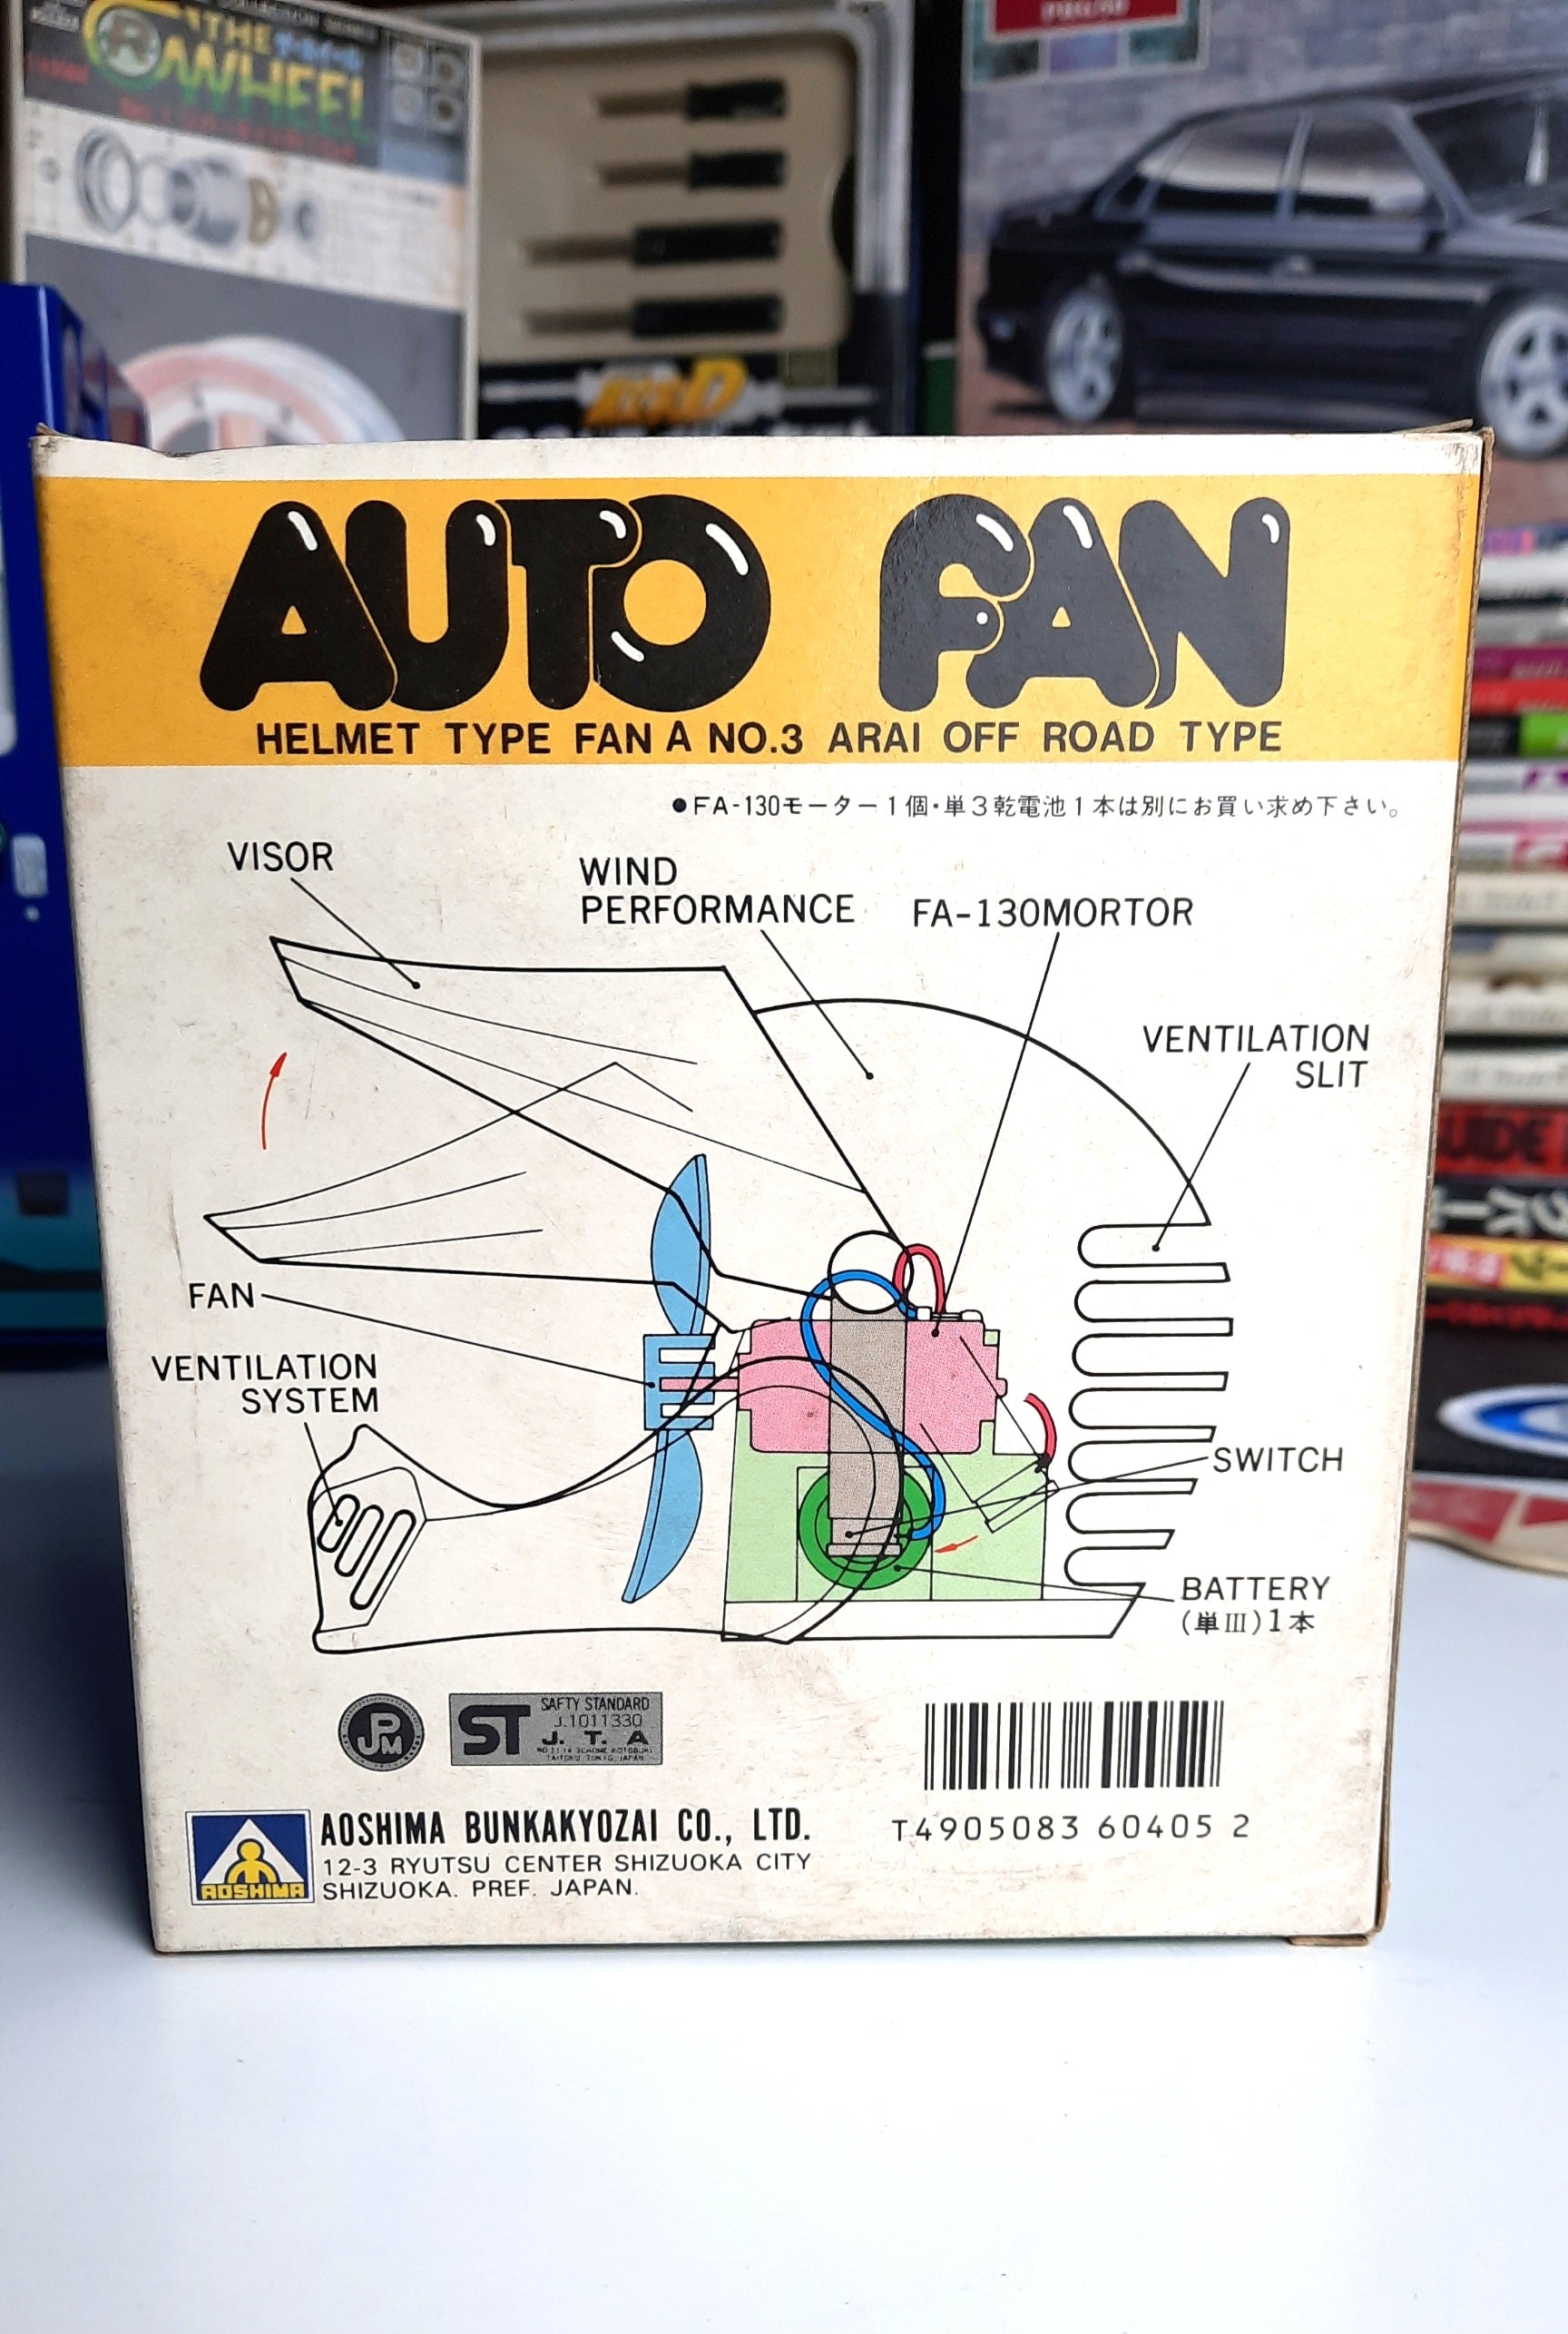 THE
WHEEL
AUTO FAN
HELMET TYPE FAN A NO.3 ARAI OFF ROAD TYPE
●FA-130モーター1個・単3乾電池1本は別にお買い求め下さい。
VISOR
WIND
PERFORMANCE
FA-130MORTOR
VENTILATION
SLIT
FAN
VENTILATION
SYSTEM
SWITCH
BATTERY
(単III)1本
JPM
ST
SAFTY STANDARD
J.1011330
J. T. A
TAITOKU TOKYO JAPAN
AOSHIMA
AOSHIMA BUNKAKYOZAI CO., LTD.
12-3 RYUTSU CENTER SHIZUOKA CITY
SHIZUOKA. PREF. JAPAN.
T4905083 60405 2